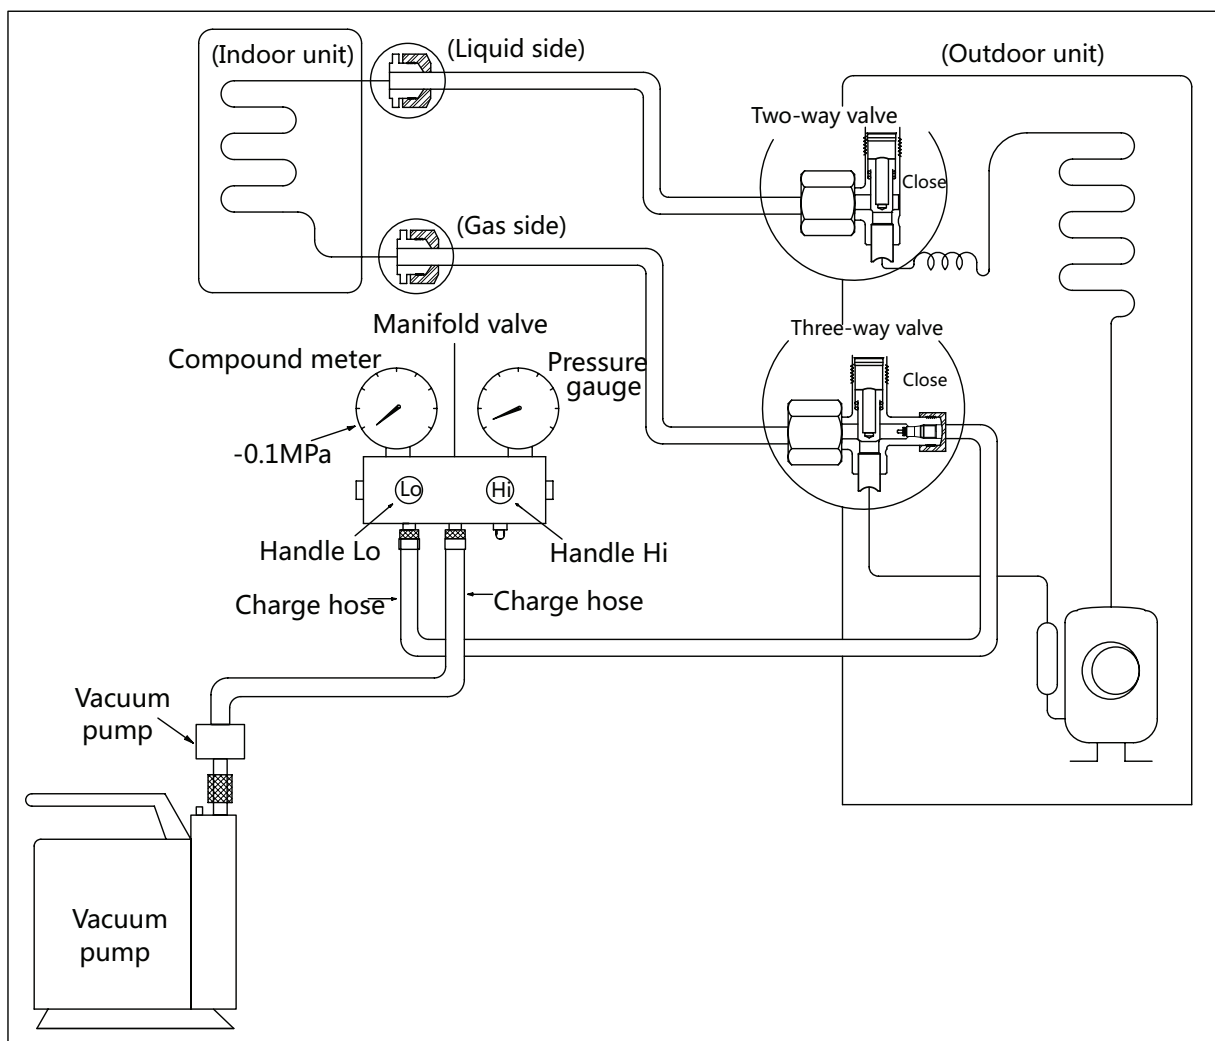 (Indoor unit)
(Liquid side)
(Outdoor unit)
Two-way valve
Close
(Gas side)
Manifold valve
Three-way valve
Compound meter
Pressure
gauge
Close
-0.1MPa
Lo
Hi
Handle Lo
Handle Hi
Charge hose
Charge hose
Vacuum
pump
Vacuum
pump